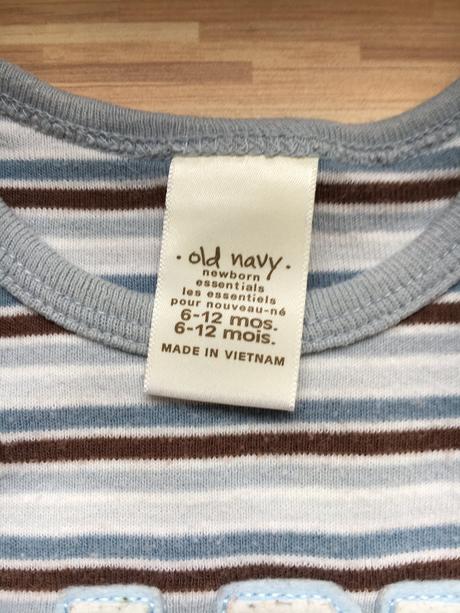 · old navy ·
newborn
essentials
les essentiels
pour nouveau-né
6-12 mos.
6-12 mois.
MADE IN VIETNAM